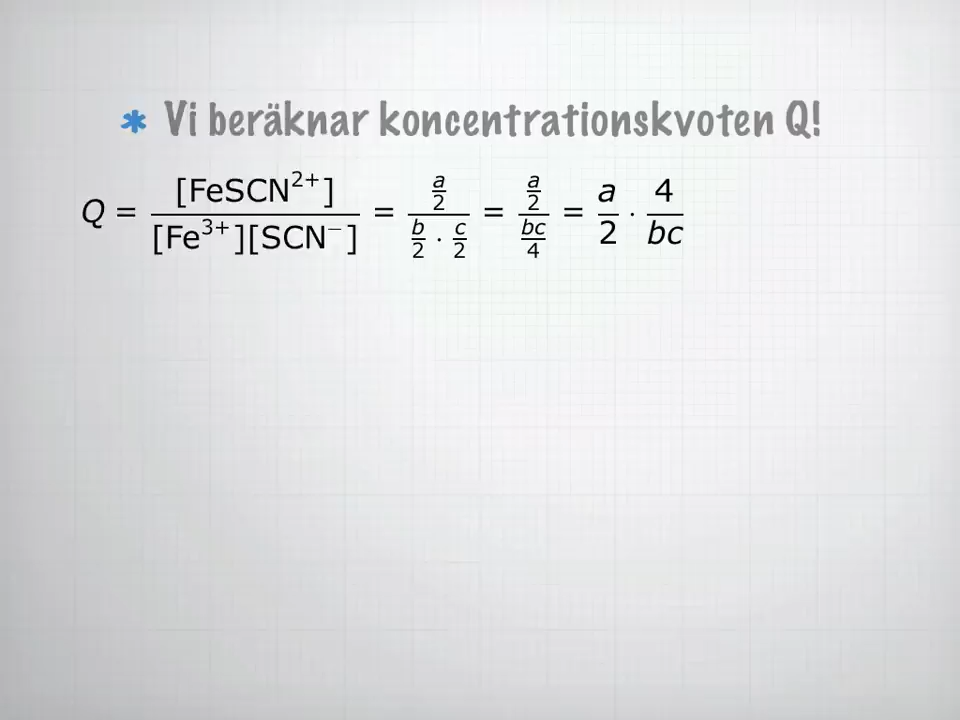 * Vi beräknar koncentrationskvoten Q!
Q = [FeSCN²⁺] / [Fe³⁺][SCN⁻] = (a/2) / (b/2 · c/2) = (a/2) / (bc/4) = a/2 · 4/bc